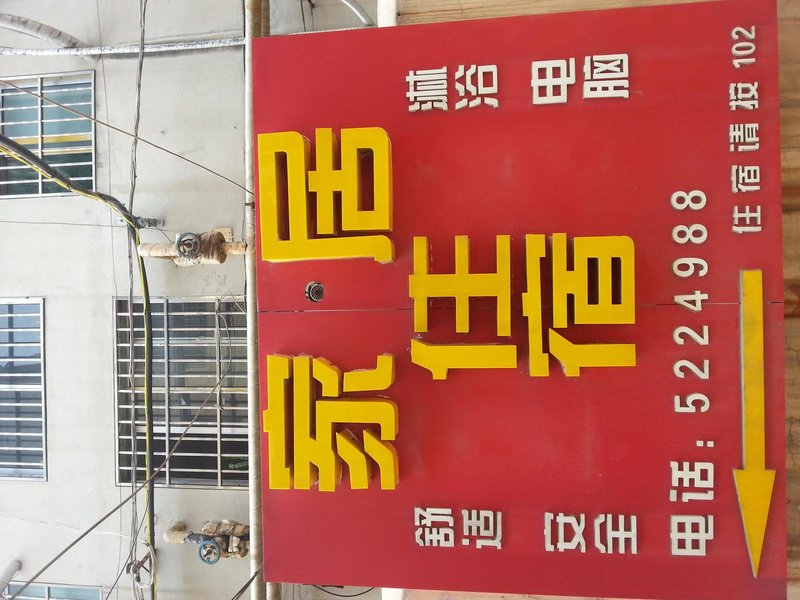 家居
舒适 安全
住宿
淋浴 电脑
电话：5224988
住宿请按102